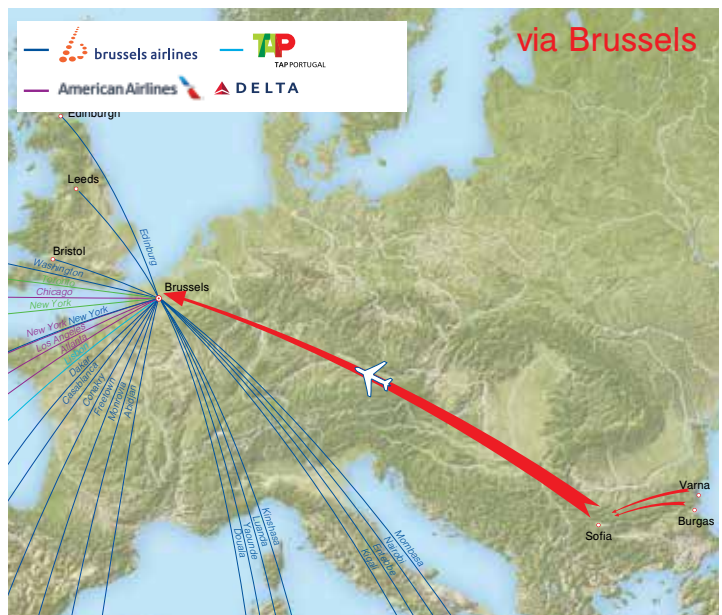 brussels airlines
TAP
TAP PORTUGAL
American Airlines
DELTA
via Brussels
Edinburgh
Leeds
Bristol
Edinburg
Washington
Brussels
Chicago
New York
New York
New York
Los Angeles
Atlanta
Lisbon
Dakar
Casablanca
Conakry
Freetown
Monrovia
Abidjan
Douala
Yaounde
Luanda
Kinshasa
Kigali
Entebbe
Nairobi
Mombasa
Varna
Burgas
Sofia